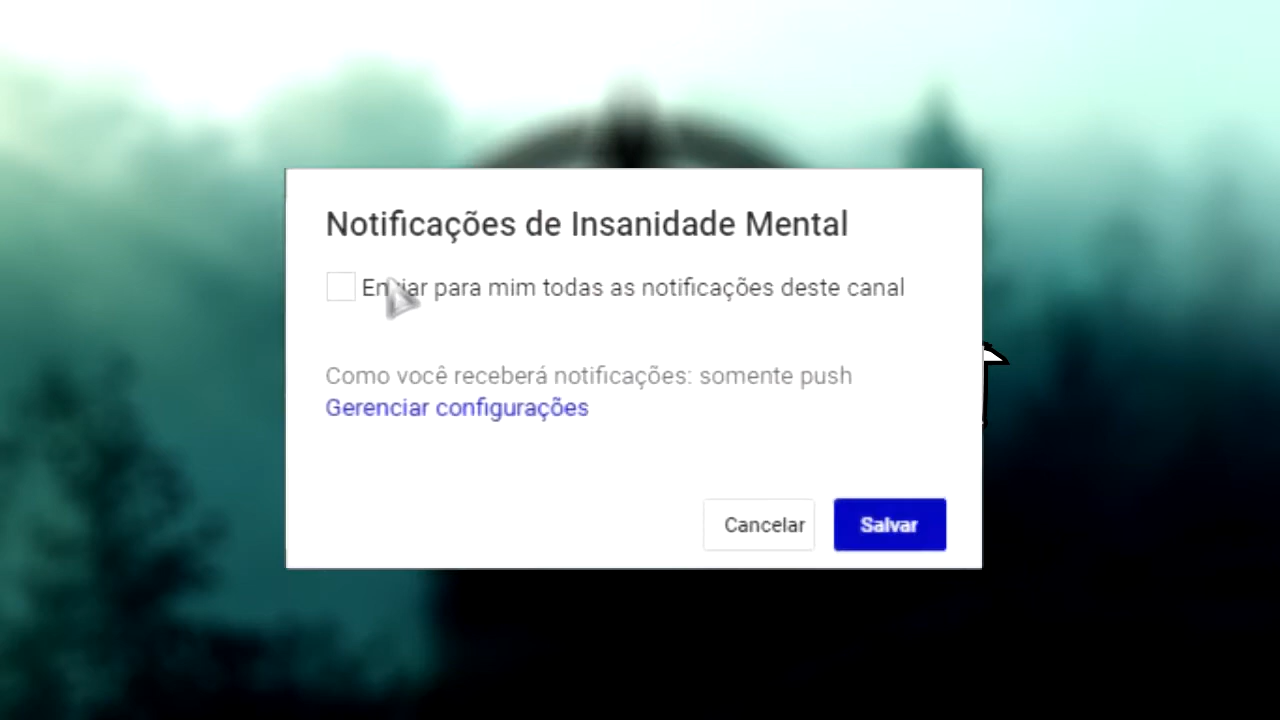 Notificações de Insanidade Mental
Enviar para mim todas as notificações deste canal
Como você receberá notificações: somente push
Gerenciar configurações
Cancelar
Salvar